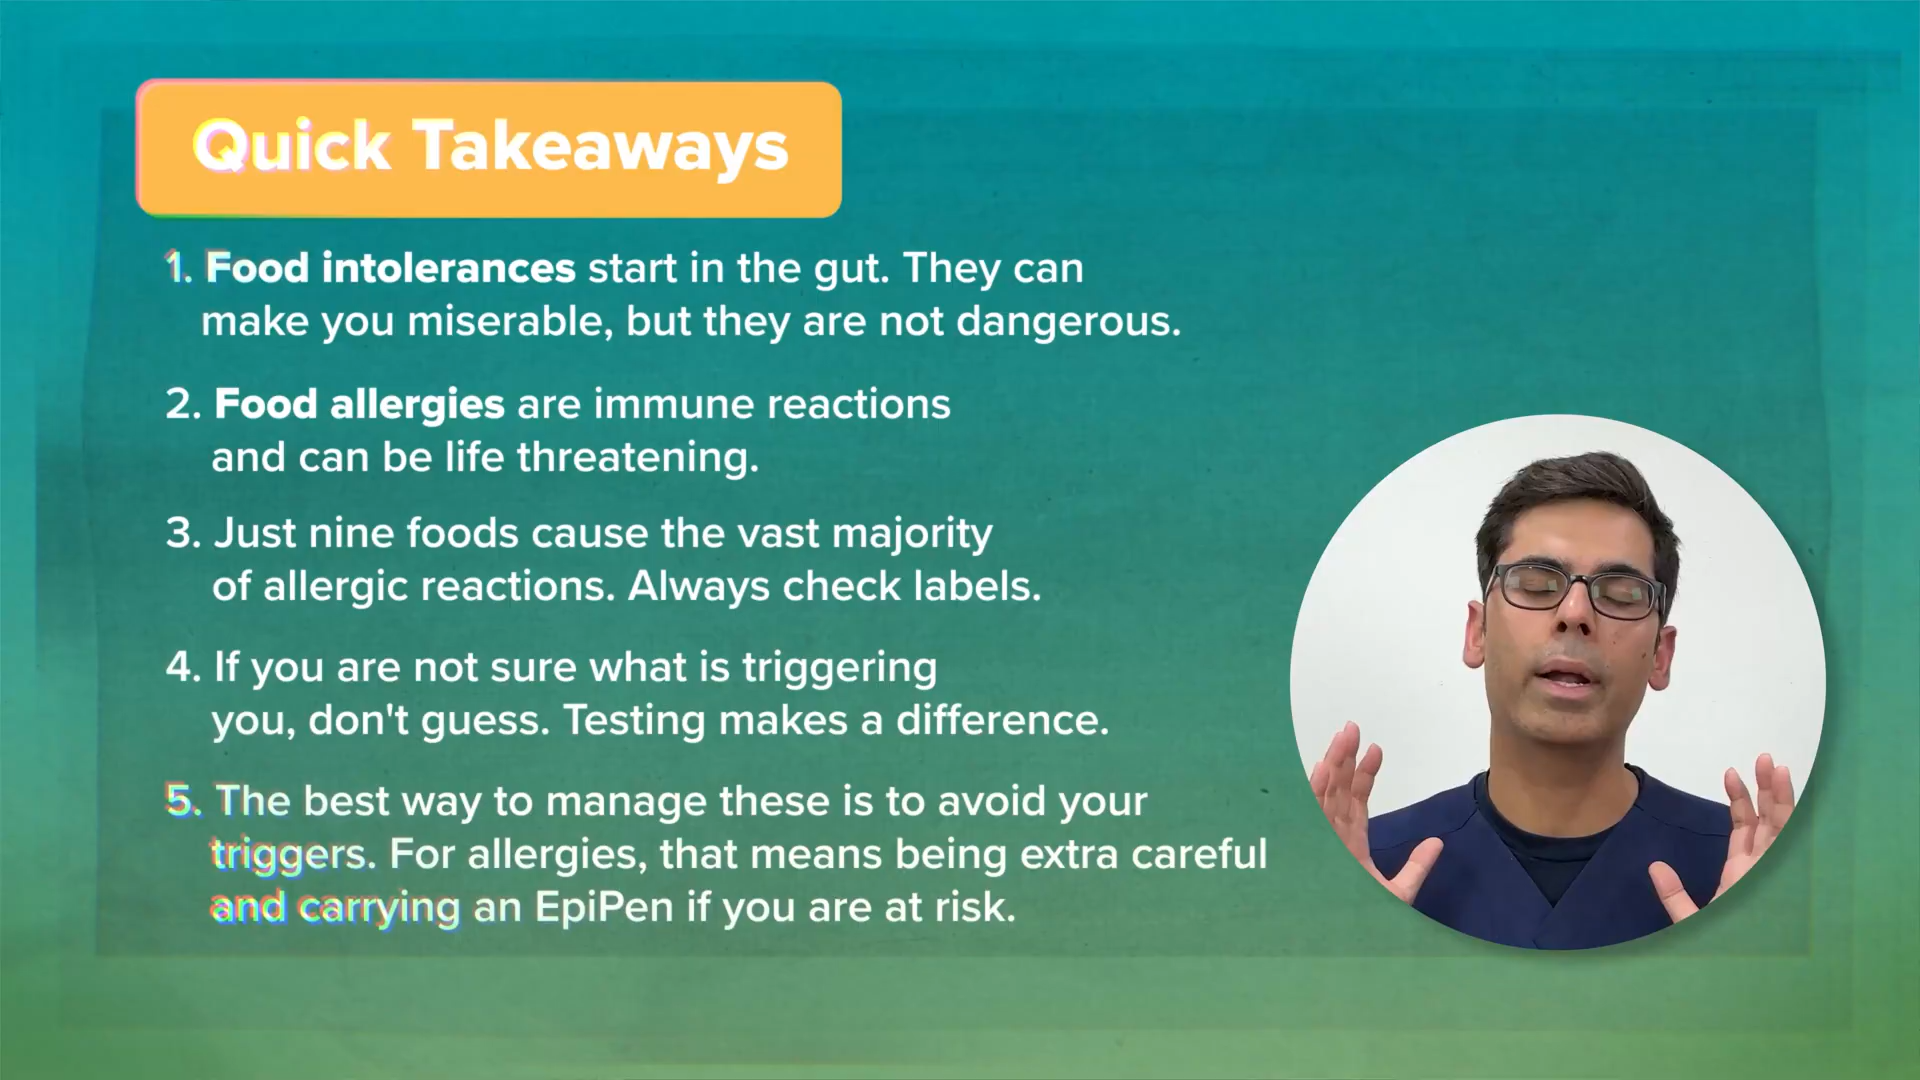 Quick Takeaways
1. Food intolerances start in the gut. They can
make you miserable, but they are not dangerous.
2. Food allergies are immune reactions
and can be life threatening.
3. Just nine foods cause the vast majority
of allergic reactions. Always check labels.
4. If you are not sure what is triggering
you, don't guess. Testing makes a difference.
5. The best way to manage these is to avoid your
triggers. For allergies, that means being extra careful
and carrying an EpiPen if you are at risk.